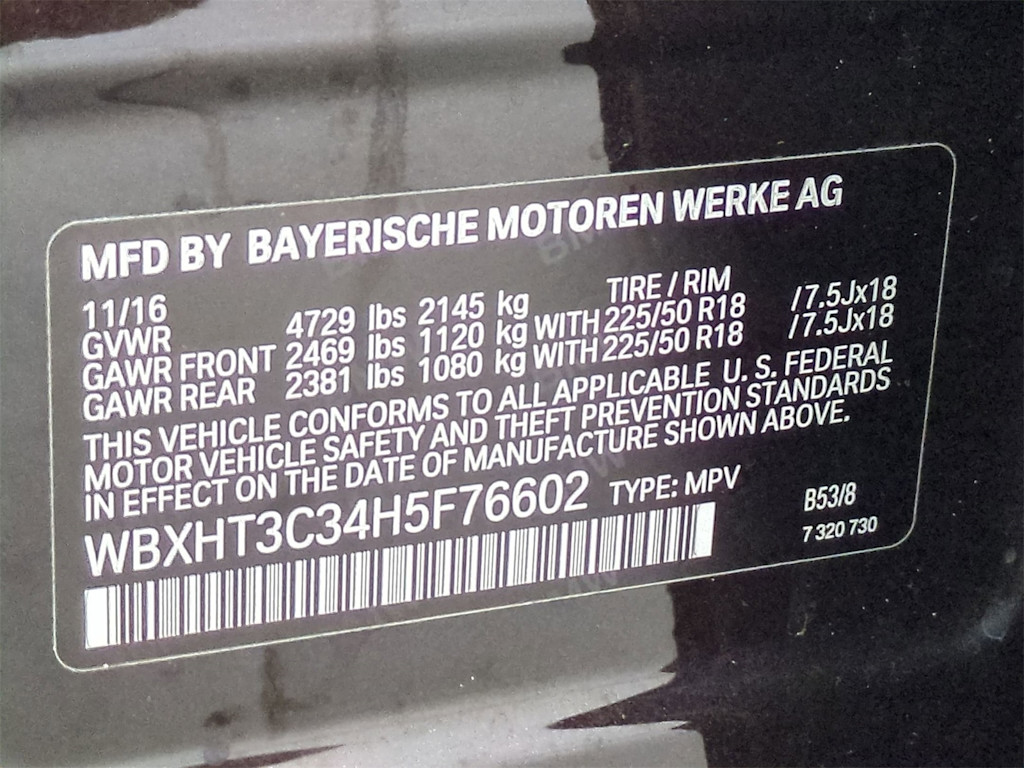 MFD BY BAYERISCHE MOTOREN WERKE AG
11/16 TIRE / RIM
GVWR 4729 lbs 2145 kg
GAWR FRONT 2469 lbs 1120 kg WITH 225/50 R18 /7.5Jx18
GAWR REAR 2381 lbs 1080 kg WITH 225/50 R18 /7.5Jx18
THIS VEHICLE CONFORMS TO ALL APPLICABLE U. S. FEDERAL
MOTOR VEHICLE SAFETY AND THEFT PREVENTION STANDARDS
IN EFFECT ON THE DATE OF MANUFACTURE SHOWN ABOVE.
WBXHT3C34H5F76602 TYPE: MPV B53/8
7 320 730